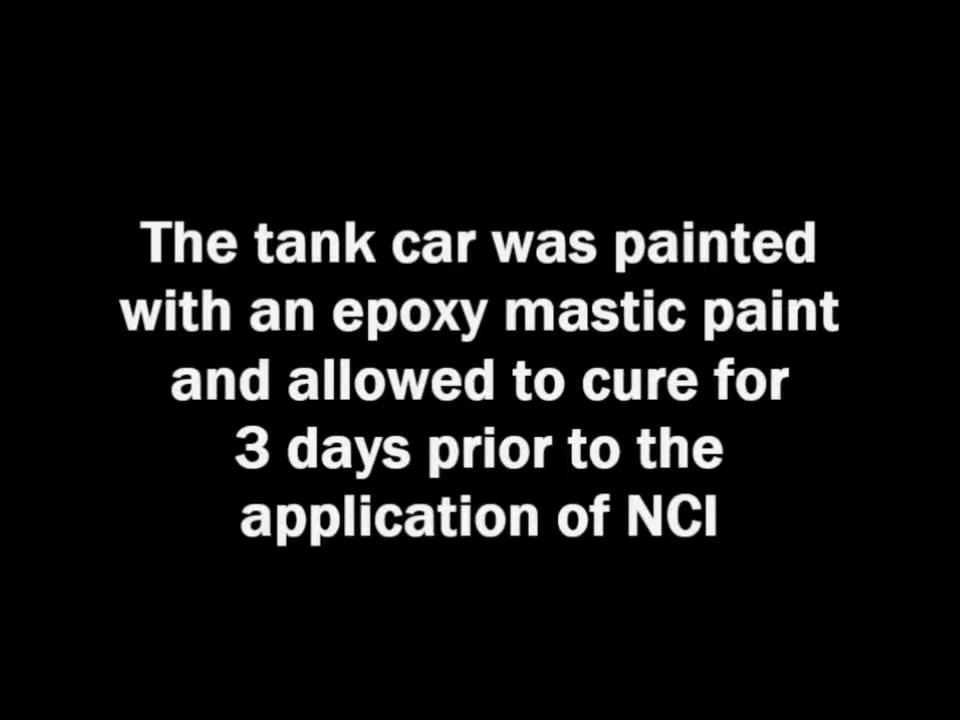 The tank car was painted
with an epoxy mastic paint
and allowed to cure for
3 days prior to the
application of NCI